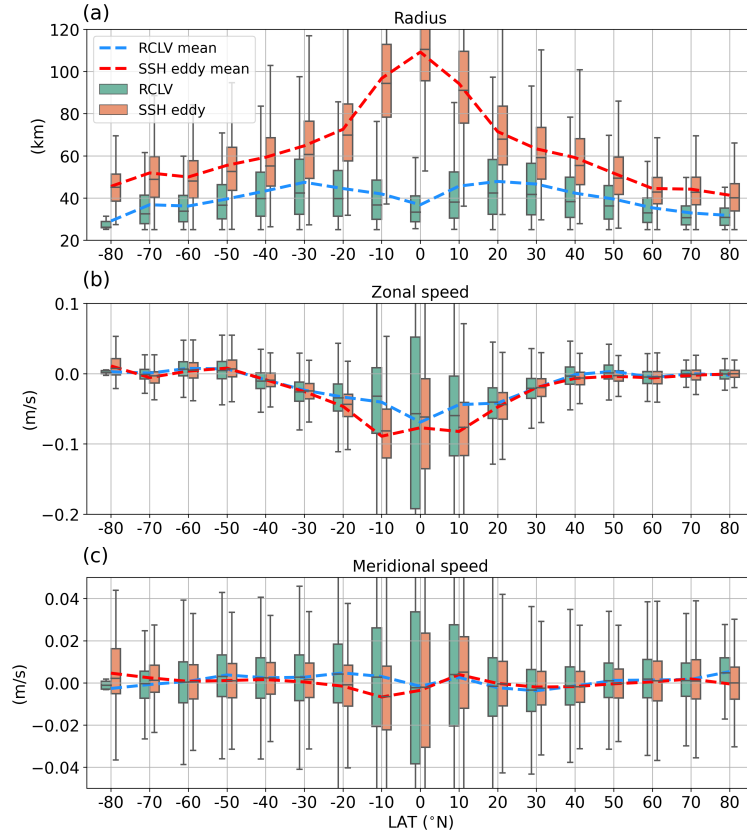 (a)
Radius
120
100
80
60
40
20
(km)
RCLV mean
SSH eddy mean
RCLV
SSH eddy
-80 -70 -60 -50 -40 -30 -20 -10 0 10 20 30 40 50 60 70 80
(b)
Zonal speed
0.1
0.0
−0.1
−0.2
(m/s)
-80 -70 -60 -50 -40 -30 -20 -10 0 10 20 30 40 50 60 70 80
(c)
Meridional speed
0.04
0.02
0.00
−0.02
−0.04
(m/s)
-80 -70 -60 -50 -40 -30 -20 -10 0 10 20 30 40 50 60 70 80
LAT (°N)